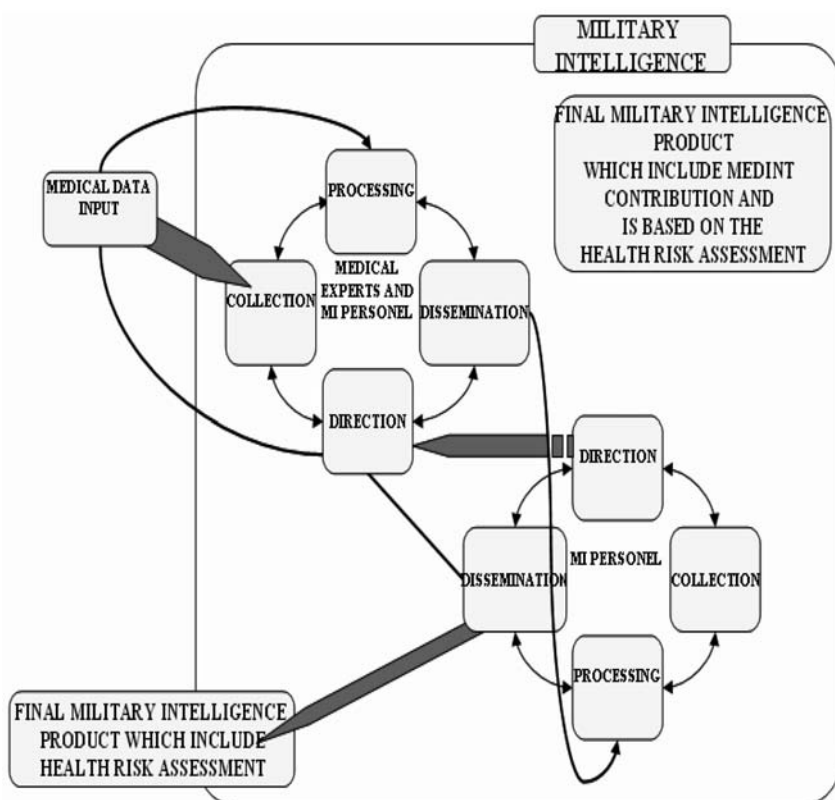 MILITARY
INTELLIGENCE
FINAL MILITARY INTELLIGENCE
PRODUCT
WHICH INCLUDE MEDINT
CONTRIBUTION AND
IS BASED ON THE
HEALTH RISK ASSESSMENT
MEDICAL DATA
INPUT
PROCESSING
COLLECTION
MEDICAL
EXPERTS AND
MI PERSONEL
DISSEMINATION
DIRECTION
DIRECTION
DISSEMINATION
MI PERSONEL
COLLECTION
PROCESSING
FINAL MILITARY INTELLIGENCE
PRODUCT WHICH INCLUDE
HEALTH RISK ASSESSMENT